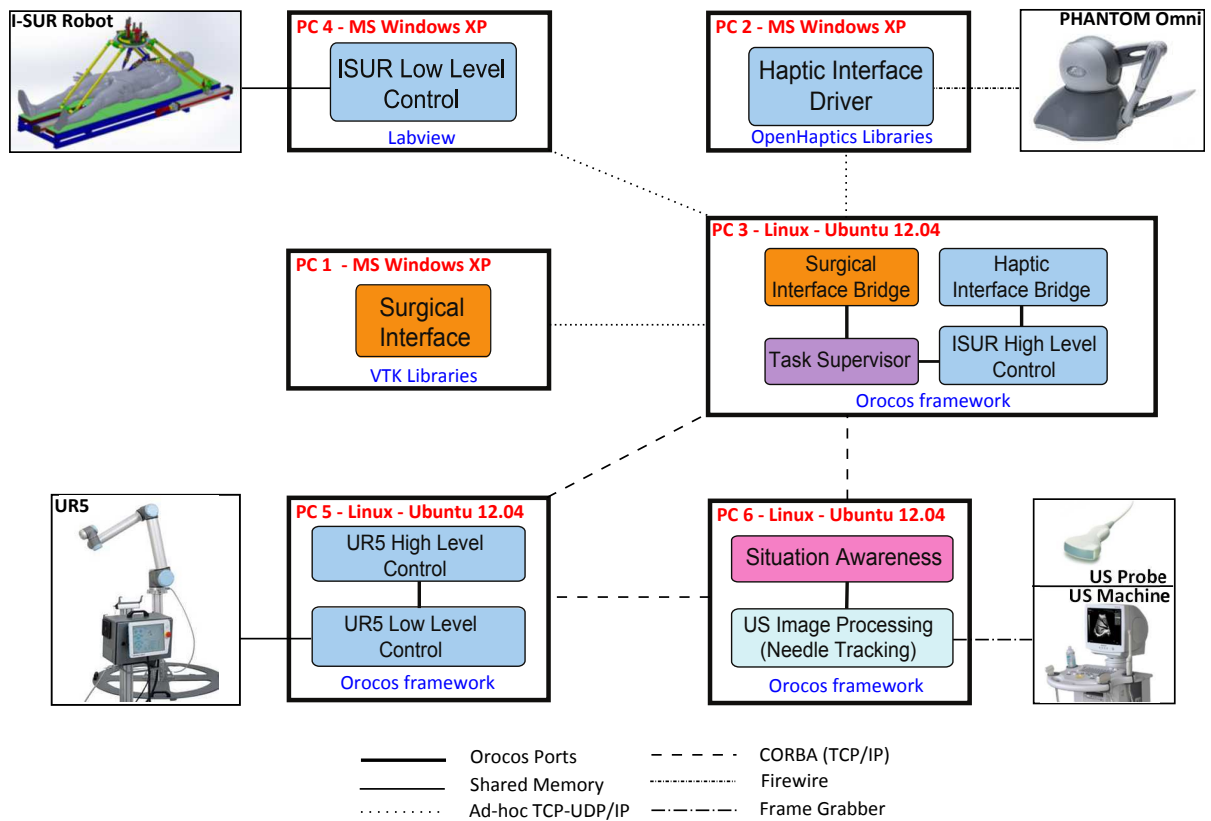 I-SUR Robot
PC 4 - MS Windows XP
ISUR Low Level
Control
Labview
PC 2 - MS Windows XP
Haptic Interface
Driver
OpenHaptics Libraries
PHANTOM Omni
PC 1 - MS Windows XP
Surgical
Interface
VTK Libraries
PC 3 - Linux - Ubuntu 12.04
Surgical
Interface Bridge
Haptic
Interface Bridge
Task Supervisor
ISUR High Level
Control
Orocos framework
UR5
PC 5 - Linux - Ubuntu 12.04
UR5 High Level
Control
UR5 Low Level
Control
Orocos framework
PC 6 - Linux - Ubuntu 12.04
Situation Awareness
US Image Processing
(Needle Tracking)
Orocos framework
US Probe
US Machine
Orocos Ports
Shared Memory
Ad-hoc TCP-UDP/IP
CORBA (TCP/IP)
Firewire
Frame Grabber